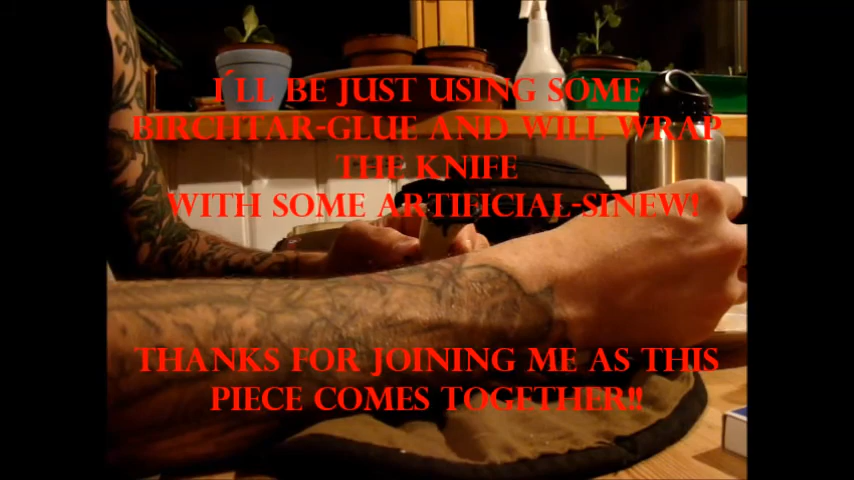 I´LL BE JUST USING SOME
BIRCHTAR-GLUE AND WILL WRAP
THE KNIFE
WITH SOME ARTIFICIAL-SINEW!
THANKS FOR JOINING ME AS THIS
PIECE COMES TOGETHER!!